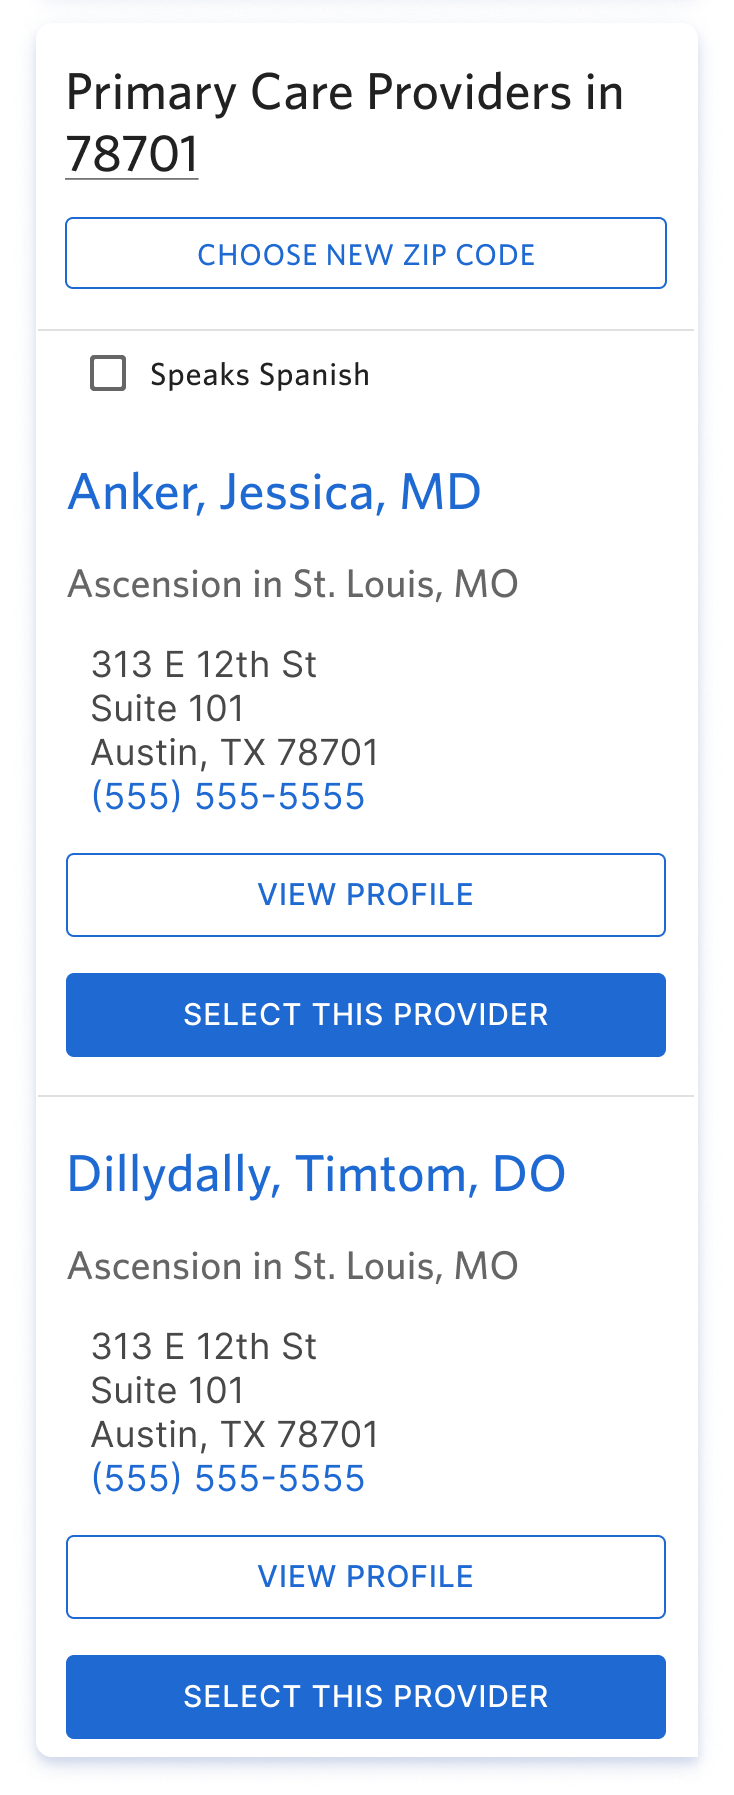 Primary Care Providers in
78701
CHOOSE NEW ZIP CODE
Speaks Spanish
Anker, Jessica, MD
Ascension in St. Louis, MO
313 E 12th St
Suite 101
Austin, TX 78701
(555) 555-5555
VIEW PROFILE
SELECT THIS PROVIDER
Dillydally, Timtom, DO
Ascension in St. Louis, MO
313 E 12th St
Suite 101
Austin, TX 78701
(555) 555-5555
VIEW PROFILE
SELECT THIS PROVIDER